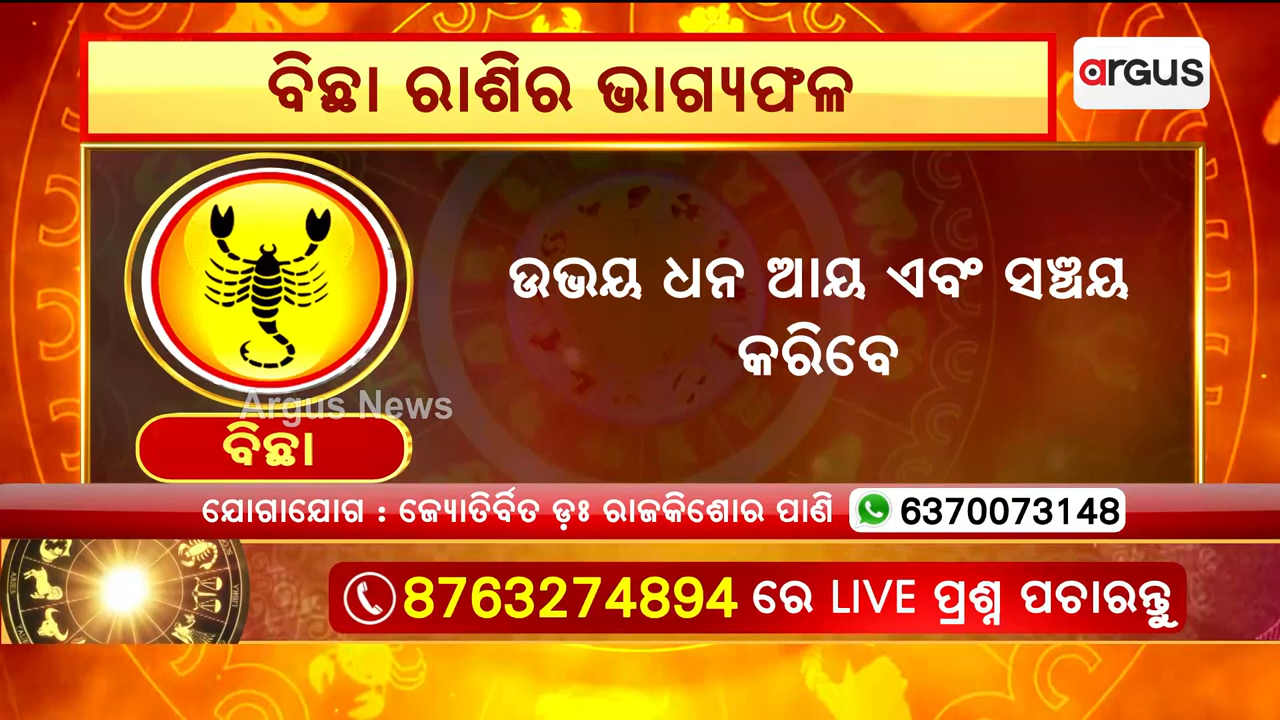 ବିଛା ରାଶିର ଭାଗ୍ୟଫଳ
argus
ଉଭୟ ଧନ ଆୟ ଏବଂ ସଞ୍ଚୟ
କରିବେ
Argus News
ବିଛା
ଯୋଗାଯୋଗ : ଜ୍ୟୋତିର୍ବିତ ଡ଼ଃ ରାଜକିଶୋର ପାଣି 6370073148
8763274894 ରେ LIVE ପ୍ରଶ୍ନ ପଚାରନ୍ତୁ